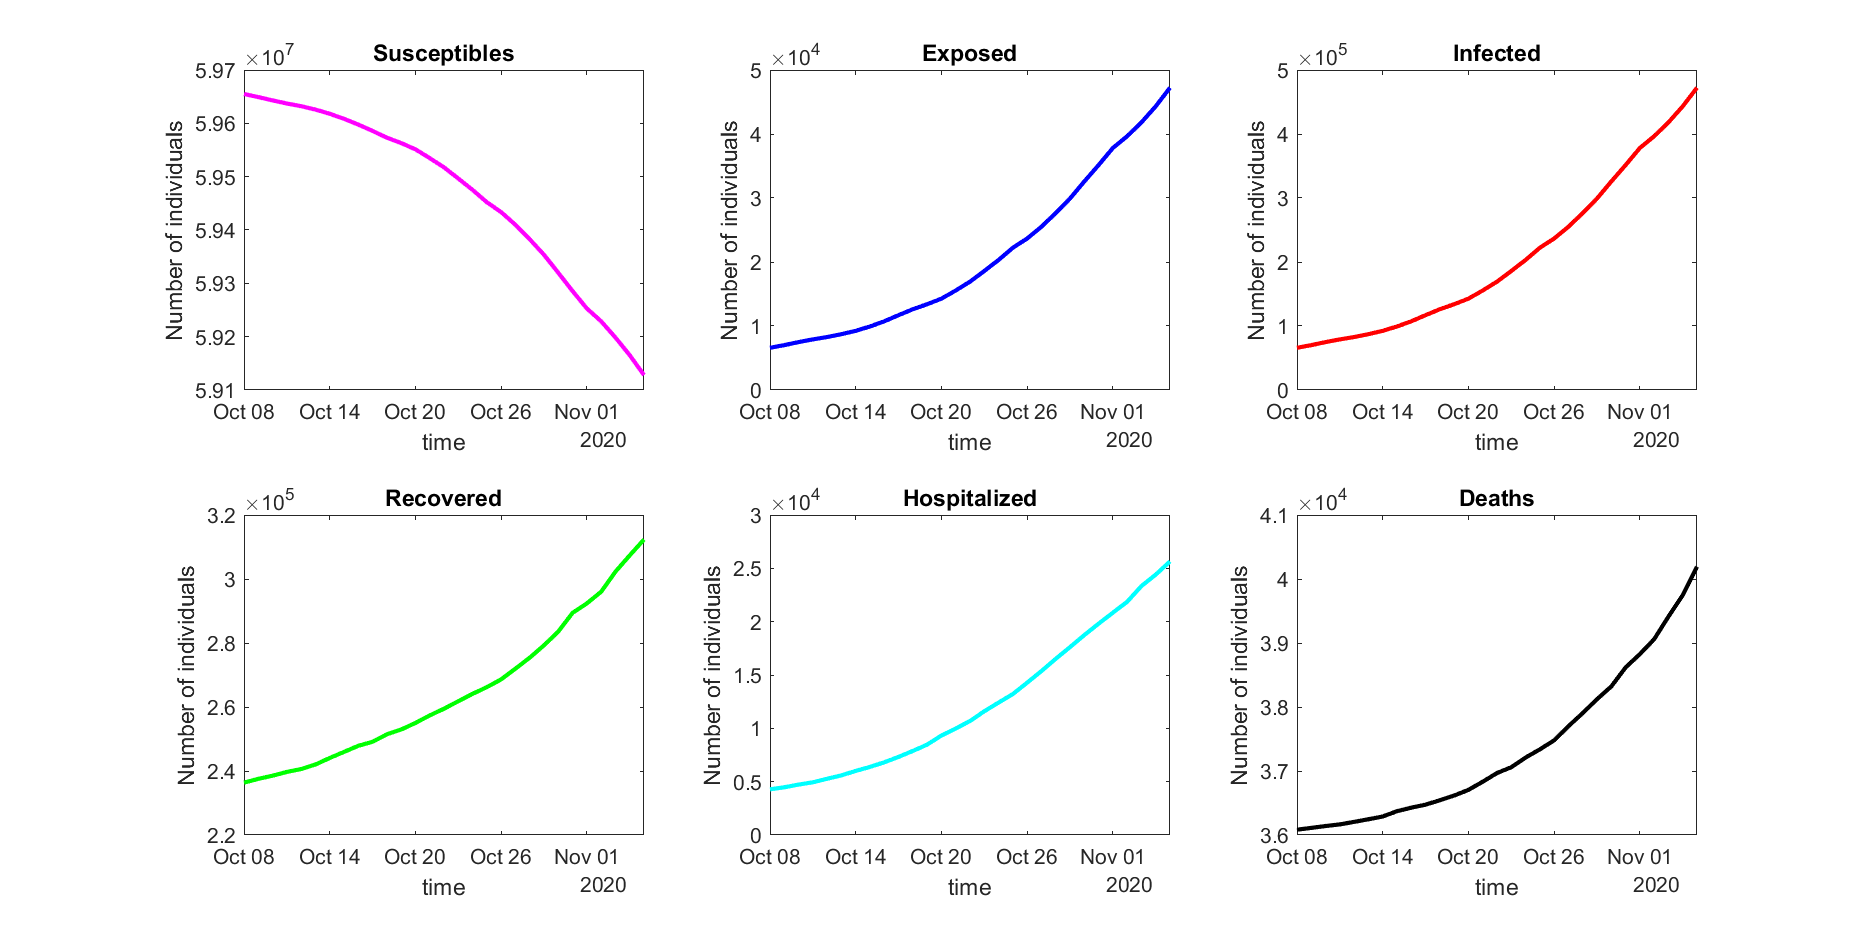 Susceptibles
×10^7
5.97
5.96
5.95
5.94
5.93
5.92
5.91
Number of individuals
Oct 08 Oct 14 Oct 20 Oct 26 Nov 01
2020
time
Exposed
×10^4
5
4
3
2
1
0
Number of individuals
Oct 08 Oct 14 Oct 20 Oct 26 Nov 01
2020
time
Infected
×10^5
5
4
3
2
1
0
Number of individuals
Oct 08 Oct 14 Oct 20 Oct 26 Nov 01
2020
time
Recovered
×10^5
3.2
3
2.8
2.6
2.4
2.2
Number of individuals
Oct 08 Oct 14 Oct 20 Oct 26 Nov 01
2020
time
Hospitalized
×10^4
3
2.5
2
1.5
1
0.5
0
Number of individuals
Oct 08 Oct 14 Oct 20 Oct 26 Nov 01
2020
time
Deaths
×10^4
4.1
4
3.9
3.8
3.7
3.6
Number of individuals
Oct 08 Oct 14 Oct 20 Oct 26 Nov 01
2020
time